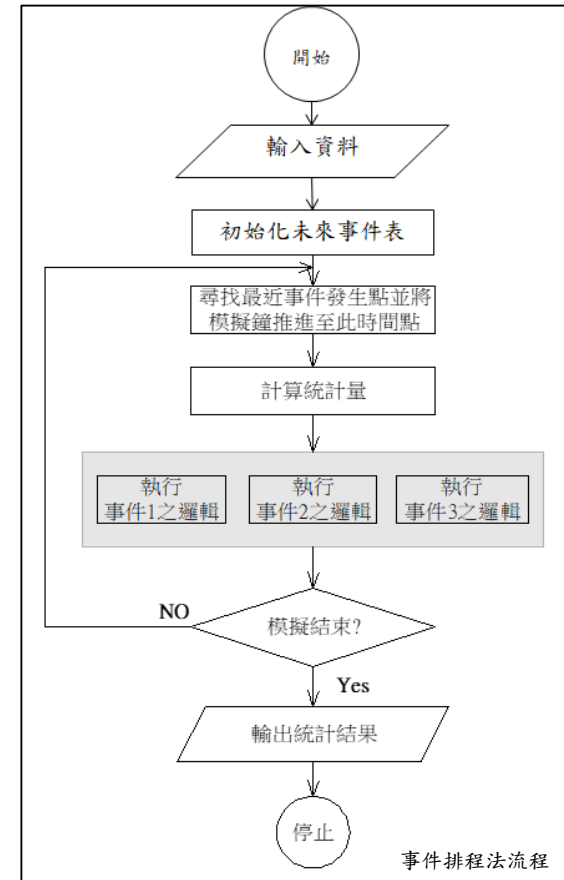 開始
輸入資料
初始化未來事件表
尋找最近事件發生點並將
模擬鐘推進至此時間點
計算統計量
執行
事件1之邏輯
執行
事件2之邏輯
執行
事件3之邏輯
NO
模擬結束?
Yes
輸出統計結果
停止
事件排程法流程